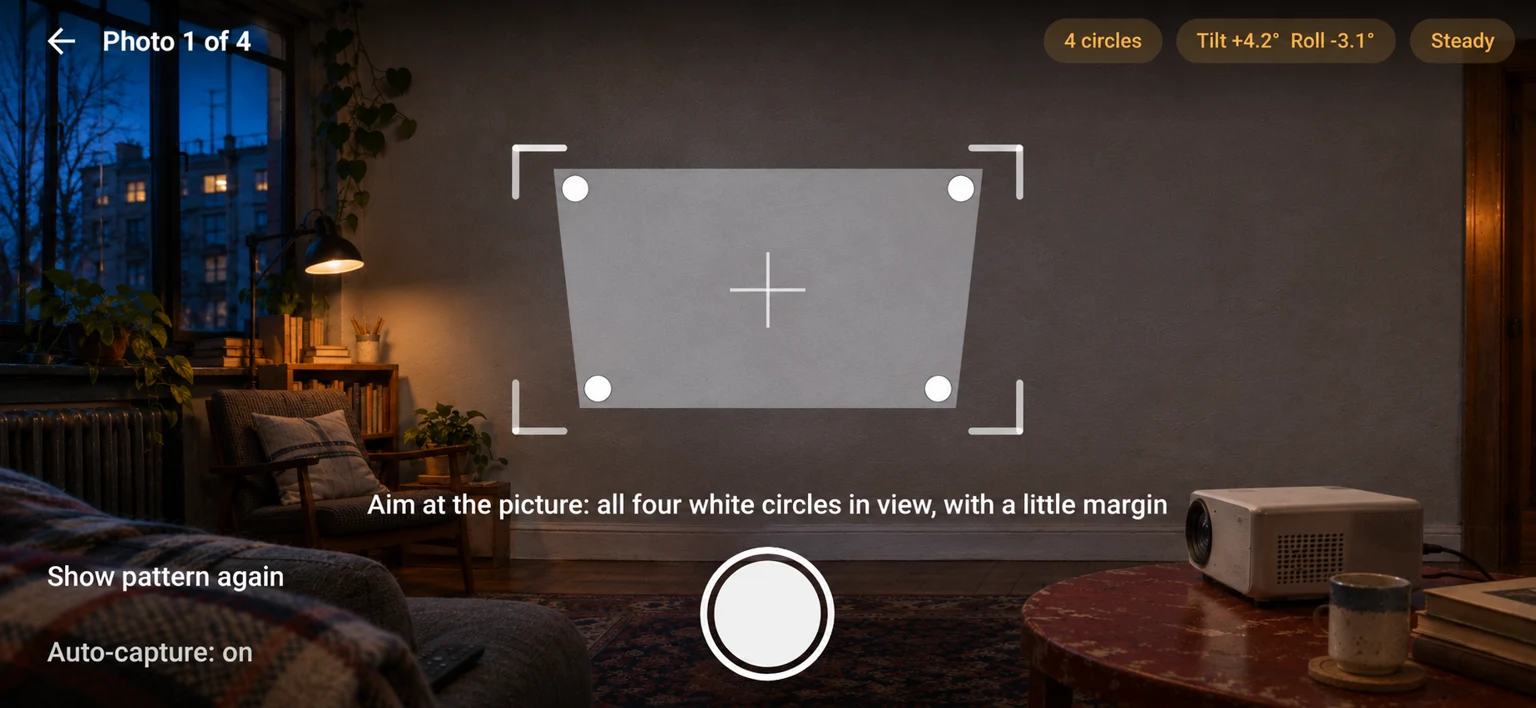 Photo 1 of 4
4 circles
Tilt +4.2° Roll -3.1°
Steady
Aim at the picture: all four white circles in view, with a little margin
Show pattern again
Auto-capture: on